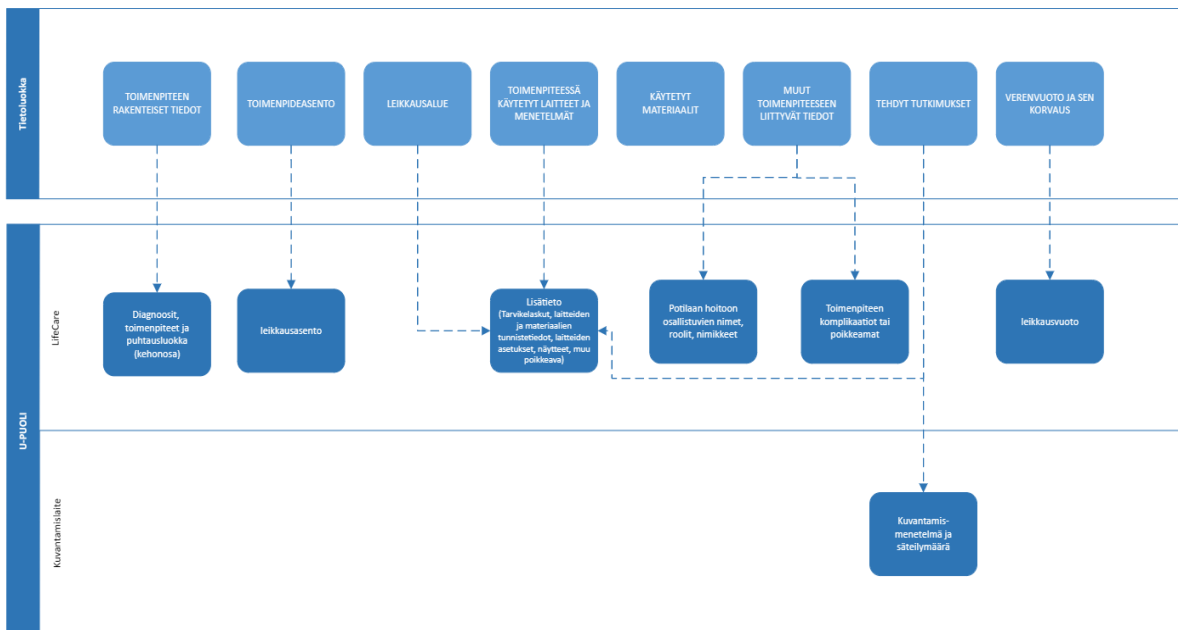 Tietoluokka
TOIMENPITEEN
RAKENTEISET TIEDOT
TOIMENPIDEASENTO
LEIKKAUSALUE
TOIMENPITEESSÄ
KÄYTETYT LAITTEET JA
MENETELMÄT
KÄYTETYT
MATERIAALIT
MUUT
TOIMENPITEESEEN
LIITTYVÄT TIEDOT
TEHDYT TUTKIMUKSET
VERENVUOTO JA SEN
KORVAUS
U-PUOLI
LifeCare
Diagnoosit,
toimenpiteet ja
puhtausluokka
(kehonosa)
leikkausasento
Lisätieto
(Tarvikelaskut, laitteiden
ja materiaalien
tunnistetiedot, laitteiden
asetukset, näytteet, muu
poikkeava)
Potilaan hoitoon
osallistuvien nimet,
roolit, nimikkeet
Toimenpiteen
komplikaatiot tai
poikkeamat
leikkausvuoto
Kuvantamislaite
Kuvantamis-
menetelmä ja
säteilymäärä